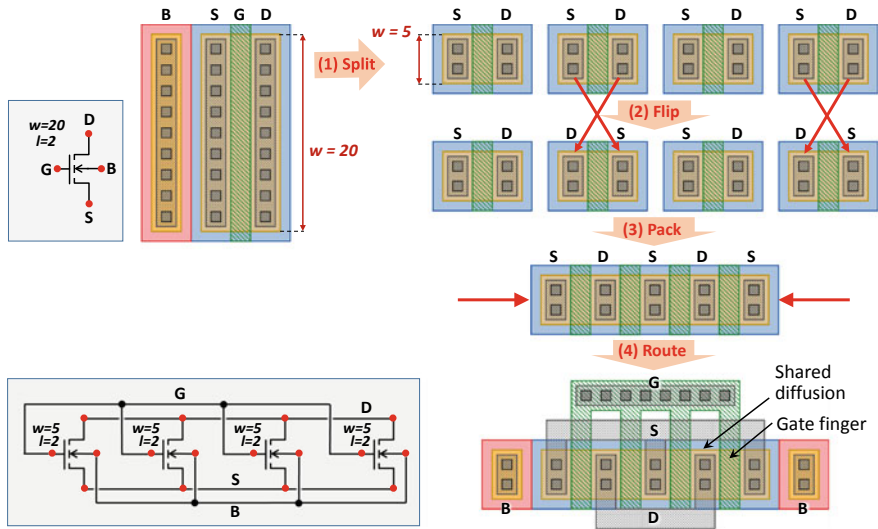 B S G D
w=20
l=2
D
G
B
S
(1) Split
w = 20
w = 5
S D S D S D S D
(2) Flip
S D D S S D D S
(3) Pack
S D S D S
(4) Route
G
S
D
B
B
Shared
diffusion
Gate finger
G
D
w=5
l=2
w=5
l=2
w=5
l=2
w=5
l=2
S
B